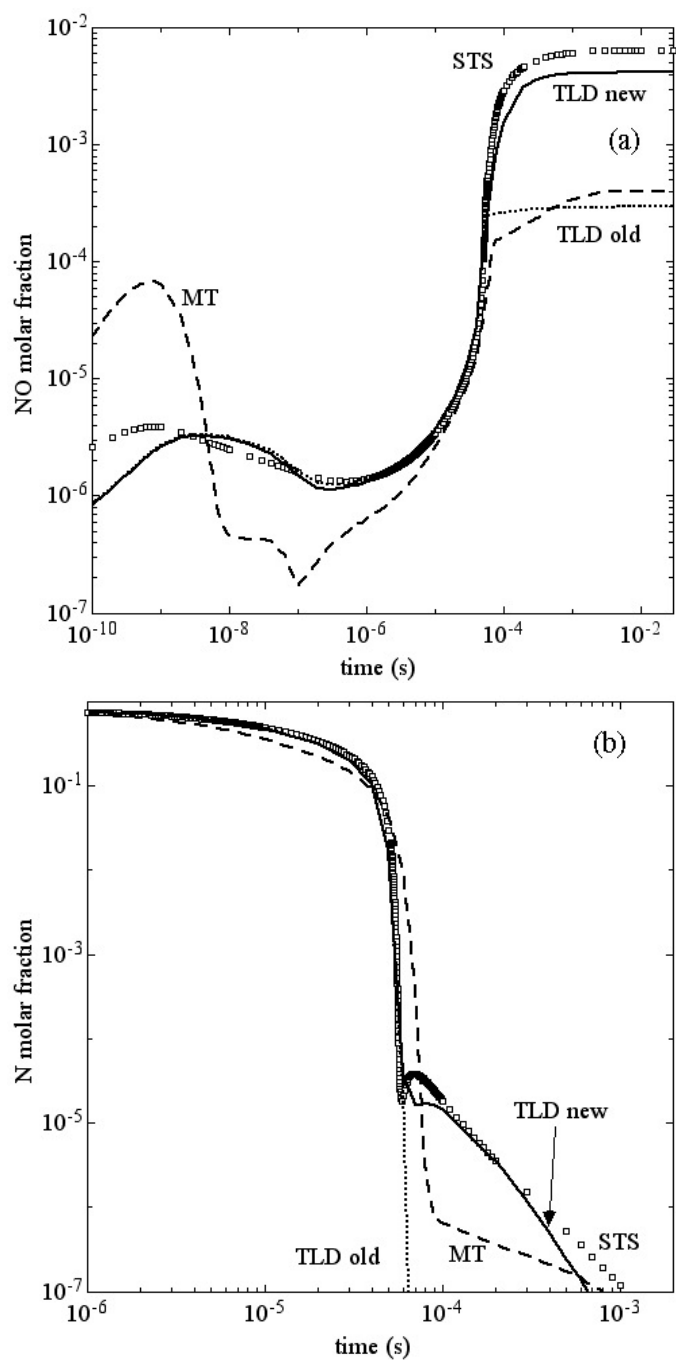 10⁻²
STS
TLD new
10⁻³
(a)
TLD old
10⁻⁴
MT
NO molar fraction
10⁻⁵
10⁻⁶
10⁻⁷
10⁻¹⁰ 10⁻⁸ 10⁻⁶ 10⁻⁴ 10⁻²
time (s)
(b)
10⁻¹
N molar fraction
10⁻³
10⁻⁵
TLD new
TLD old
MT
STS
10⁻⁷
10⁻⁶ 10⁻⁵ 10⁻⁴ 10⁻³
time (s)